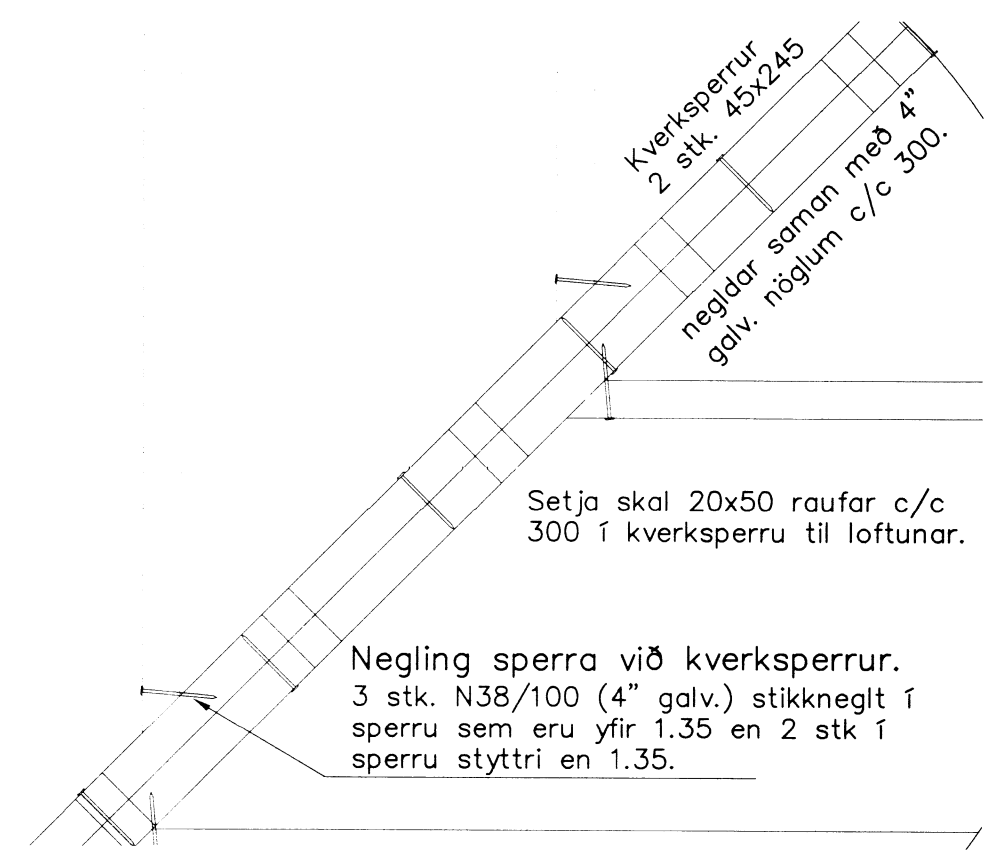 Kverksperrur
2 stk. 45x245
negldar saman með 4"
galv. nöglum c/c 300.
Setja skal 20x50 raufar c/c
300 í kverksperru til loftunar.
Negling sperra við kverksperrur.
3 stk. N38/100 (4" galv.) stikkneglt í
sperru sem eru yfir 1.35 en 2 stk í
sperru styttri en 1.35.